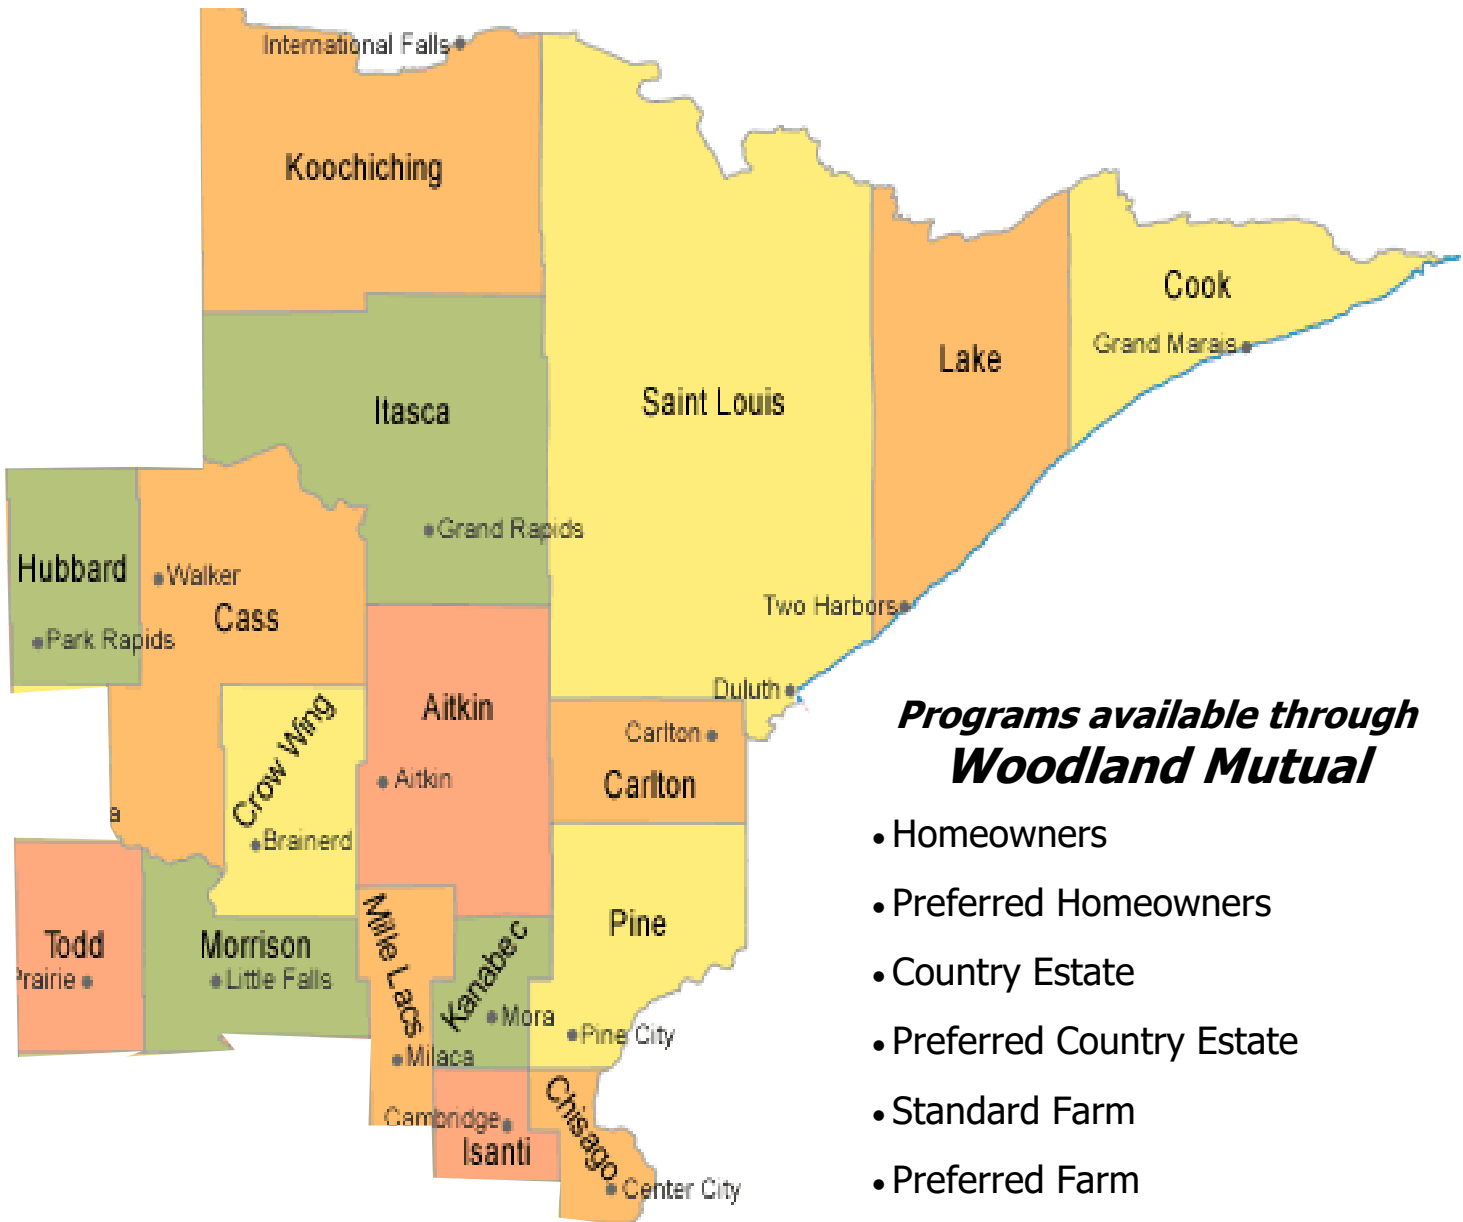 International Falls
Koochiching
Cook
Grand Marais
Lake
Saint Louis
Itasca
Grand Rapids
Hubbard
Walker
Cass
Park Rapids
Two Harbors
Duluth
Aitkin
Crow Wing
Carlton
Aitkin
Carlton
Brainerd
a
Todd
Morrison
Mille Lacs
Kanabec
Pine
Prairie
Little Falls
Mora
Pine City
Milaca
Cambridge
Isanti
Chisago
Center City
Programs available through
Woodland Mutual
• Homeowners
• Preferred Homeowners
• Country Estate
• Preferred Country Estate
• Standard Farm
• Preferred Farm